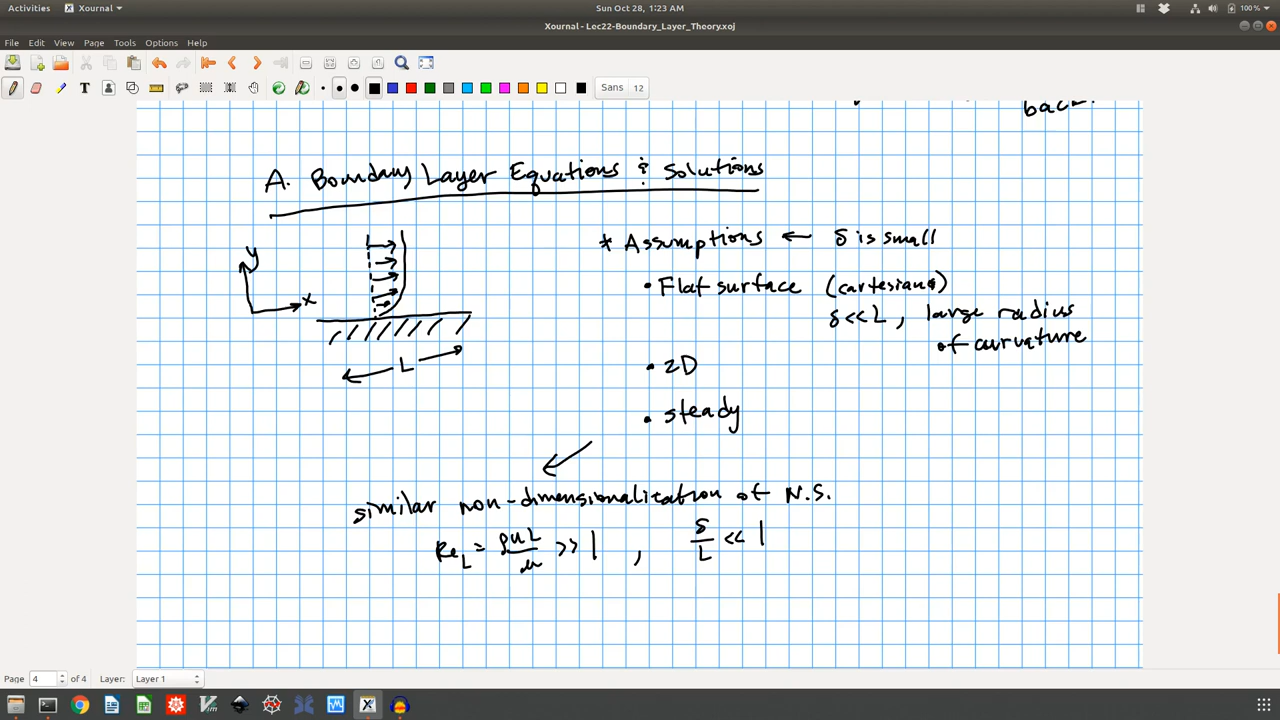 Activities
Xournal
Sun Oct 28, 1:23 AM
100 %
Xournal - Lec22-Boundary_Layer_Theory.xoj
File Edit View Page Tools Options Help
Sans 12
back.
A. Boundary Layer Equations & Solutions
y
x
L
* Assumptions ← δ is small
• Flat surface (cartesian)
δ << L, large radius
of curvature
• 2D
• steady
similar non-dimensionalization of N.S.
Re_L = ρUL/μ >> 1 , δ/L << 1
Page 4 of 4 Layer: Layer 1